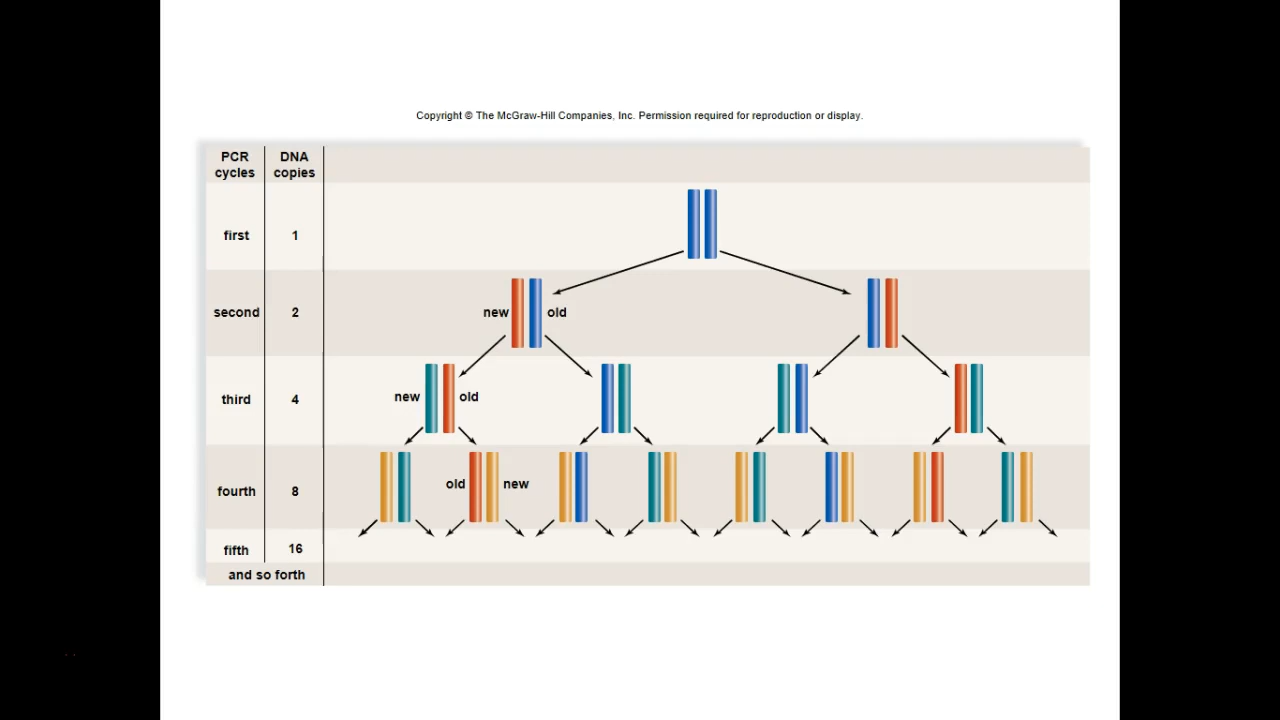 Copyright © The McGraw-Hill Companies, Inc. Permission required for reproduction or display.
PCR cycles
DNA copies
first 1
second 2
new old
third 4
new old
fourth 8
old new
fifth 16
and so forth